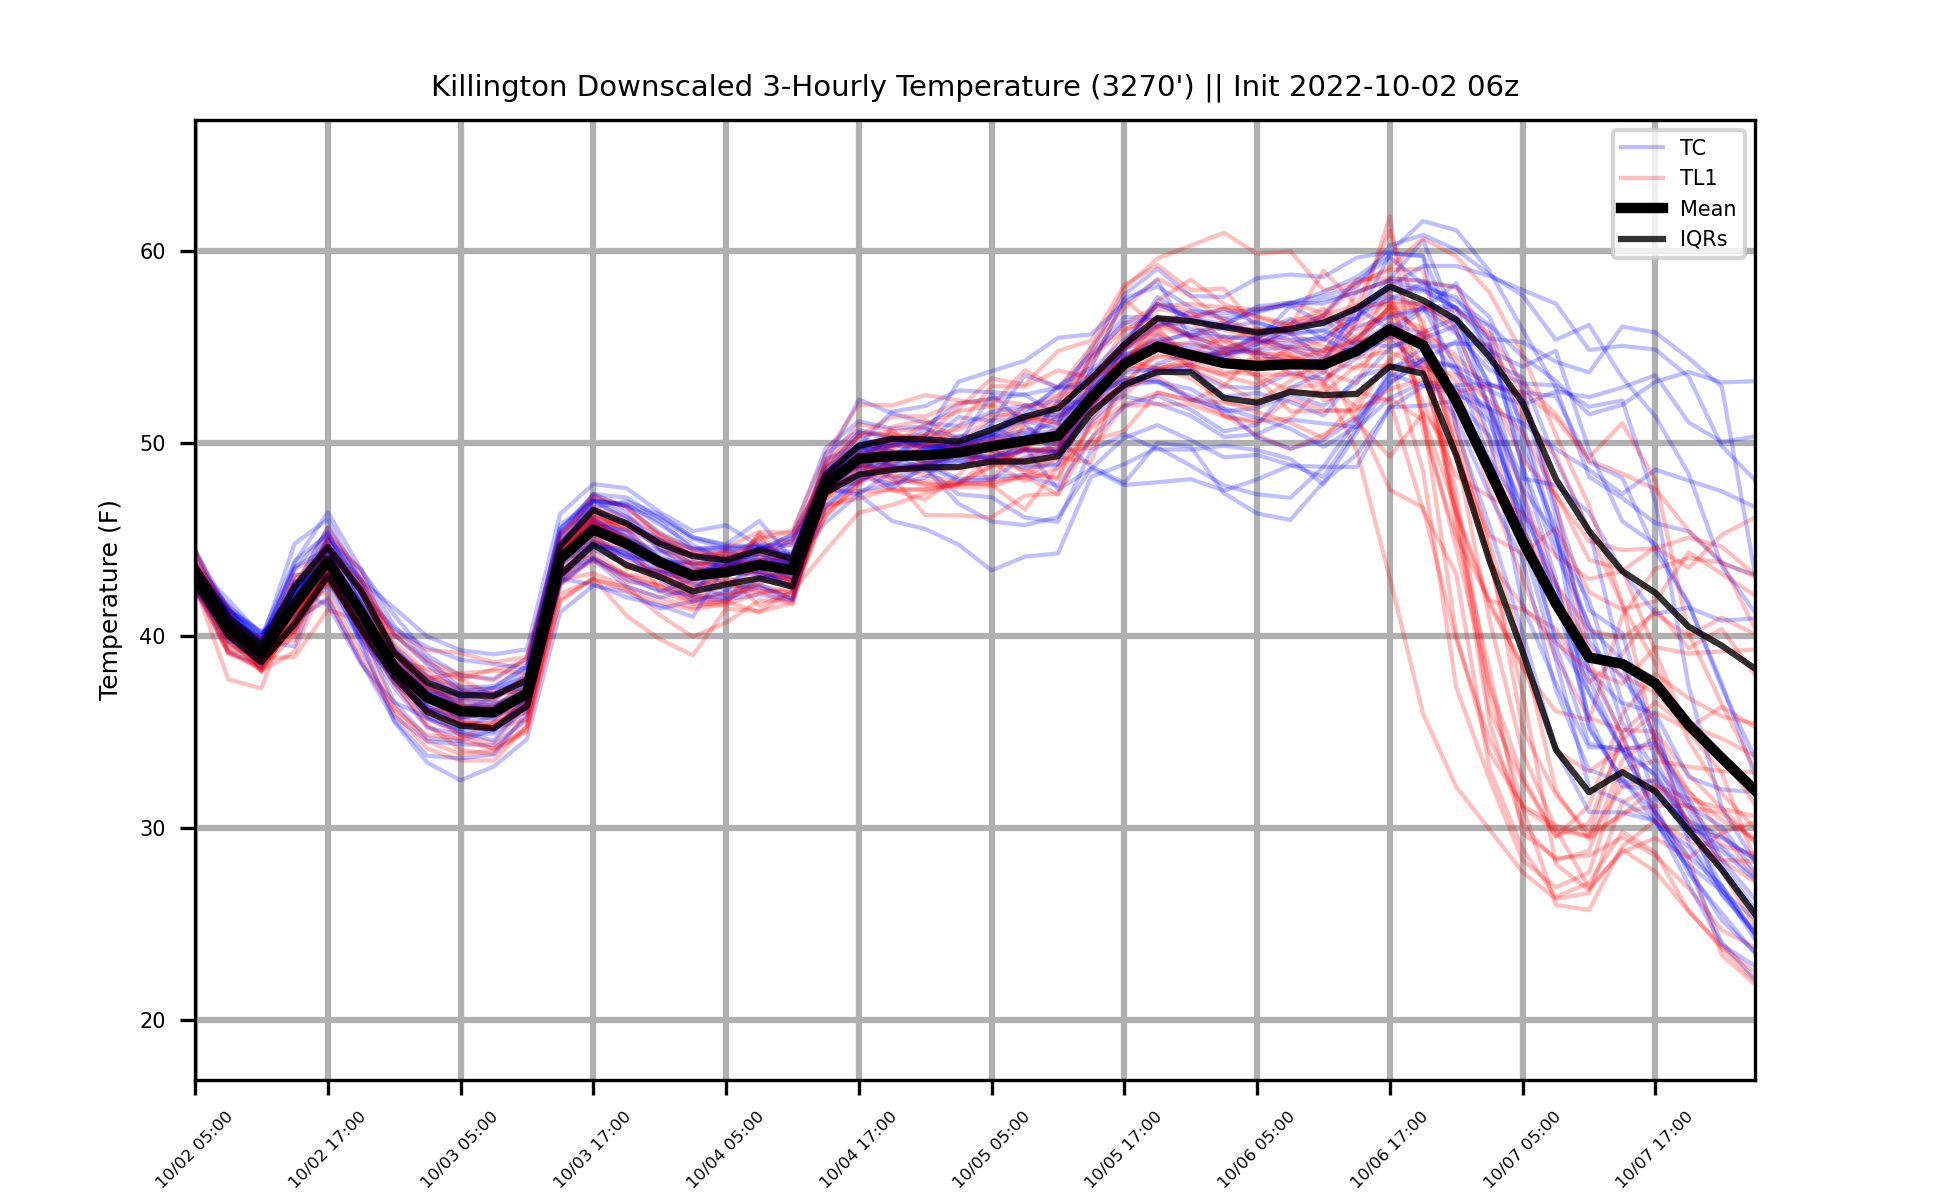 Killington Downscaled 3-Hourly Temperature (3270') || Init 2022-10-02 06z
TC
TL1
Mean
IQRs
Temperature (F)
60
50
40
30
20
10/02 05:00
10/02 17:00
10/03 05:00
10/03 17:00
10/04 05:00
10/04 17:00
10/05 05:00
10/05 17:00
10/06 05:00
10/06 17:00
10/07 05:00
10/07 17:00